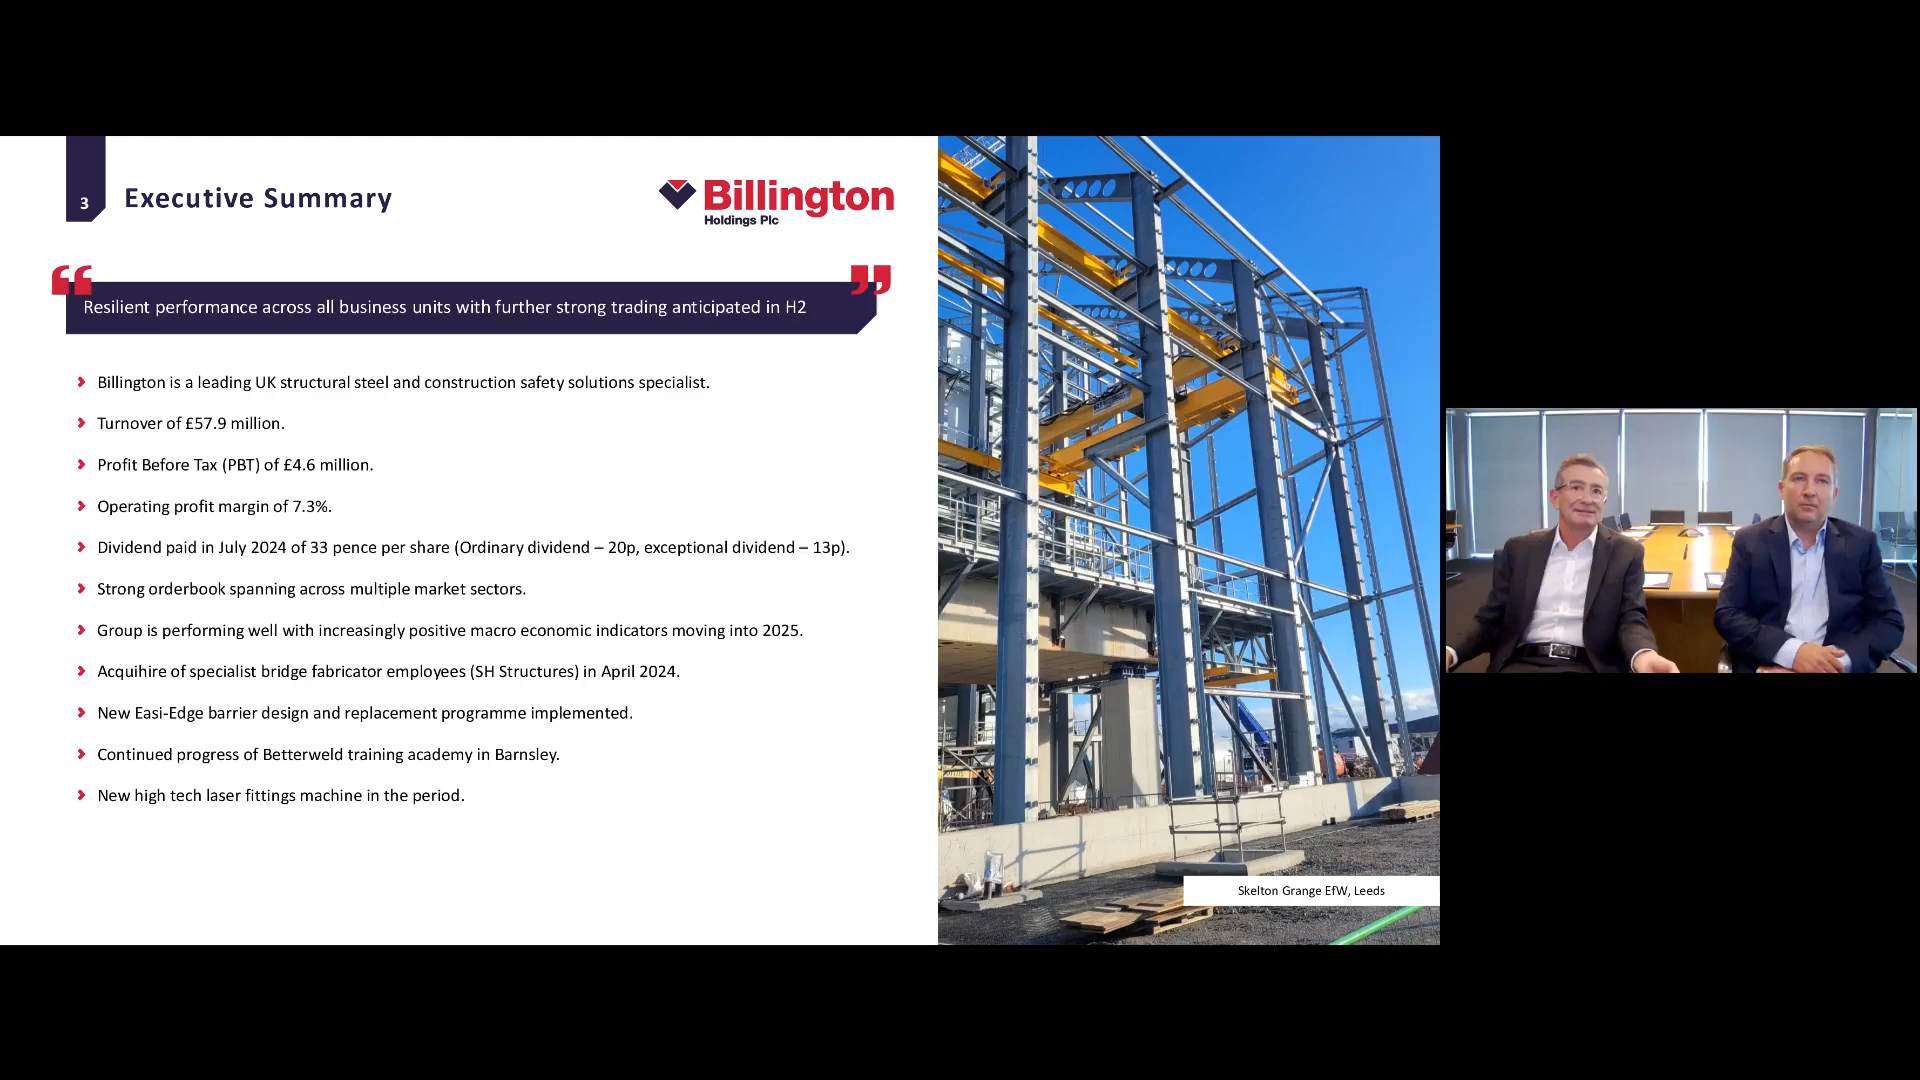 3
Executive Summary
Billington
Holdings Plc
“ Resilient performance across all business units with further strong trading anticipated in H2 ”
Billington is a leading UK structural steel and construction safety solutions specialist.
Turnover of £57.9 million.
Profit Before Tax (PBT) of £4.6 million.
Operating profit margin of 7.3%.
Dividend paid in July 2024 of 33 pence per share (Ordinary dividend – 20p, exceptional dividend – 13p).
Strong orderbook spanning across multiple market sectors.
Group is performing well with increasingly positive macro economic indicators moving into 2025.
Acquihire of specialist bridge fabricator employees (SH Structures) in April 2024.
New Easi-Edge barrier design and replacement programme implemented.
Continued progress of Betterweld training academy in Barnsley.
New high tech laser fittings machine in the period.
Skelton Grange EfW, Leeds